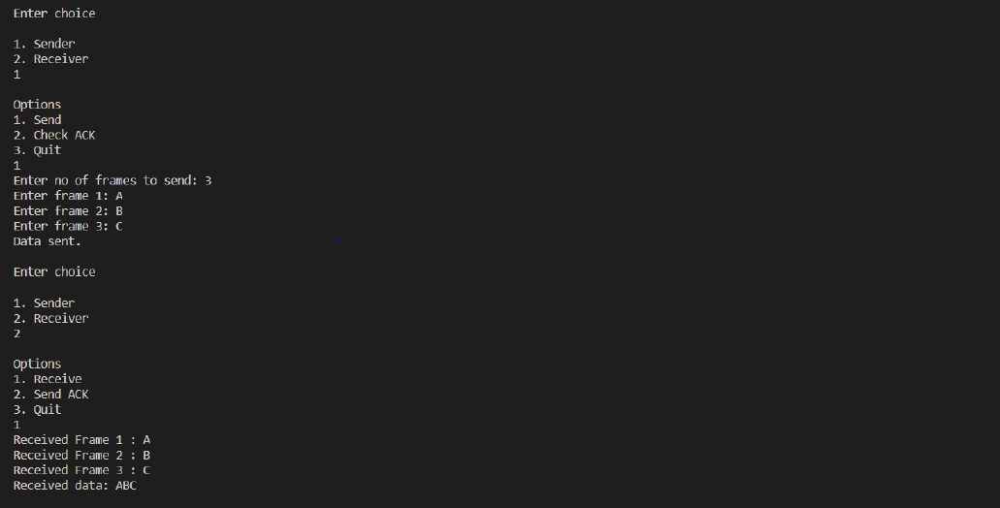 Enter choice
1. Sender
2. Receiver
1
Options
1. Send
2. Check ACK
3. Quit
1
Enter no of frames to send: 3
Enter frame 1: A
Enter frame 2: B
Enter frame 3: C
Data sent.
Enter choice
1. Sender
2. Receiver
2
Options
1. Receive
2. Send ACK
3. Quit
1
Received Frame 1 : A
Received Frame 2 : B
Received Frame 3 : C
Received data: ABC